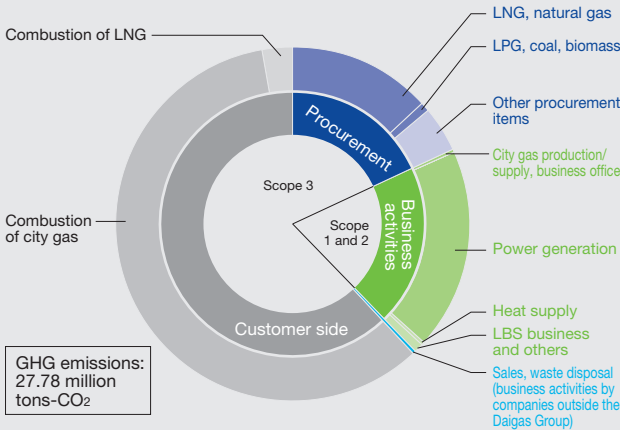 Combustion of LNG
Combustion
of city gas
GHG emissions:
27.78 million
tons-CO2
Scope 3
Scope
1 and 2
Procurement
Business
activities
Customer side
LNG, natural gas
LPG, coal, biomass
Other procurement
items
City gas production/
supply, business office
Power generation
Heat supply
LBS business
and others
Sales, waste disposal
(business activities by
companies outside the
Daigas Group)